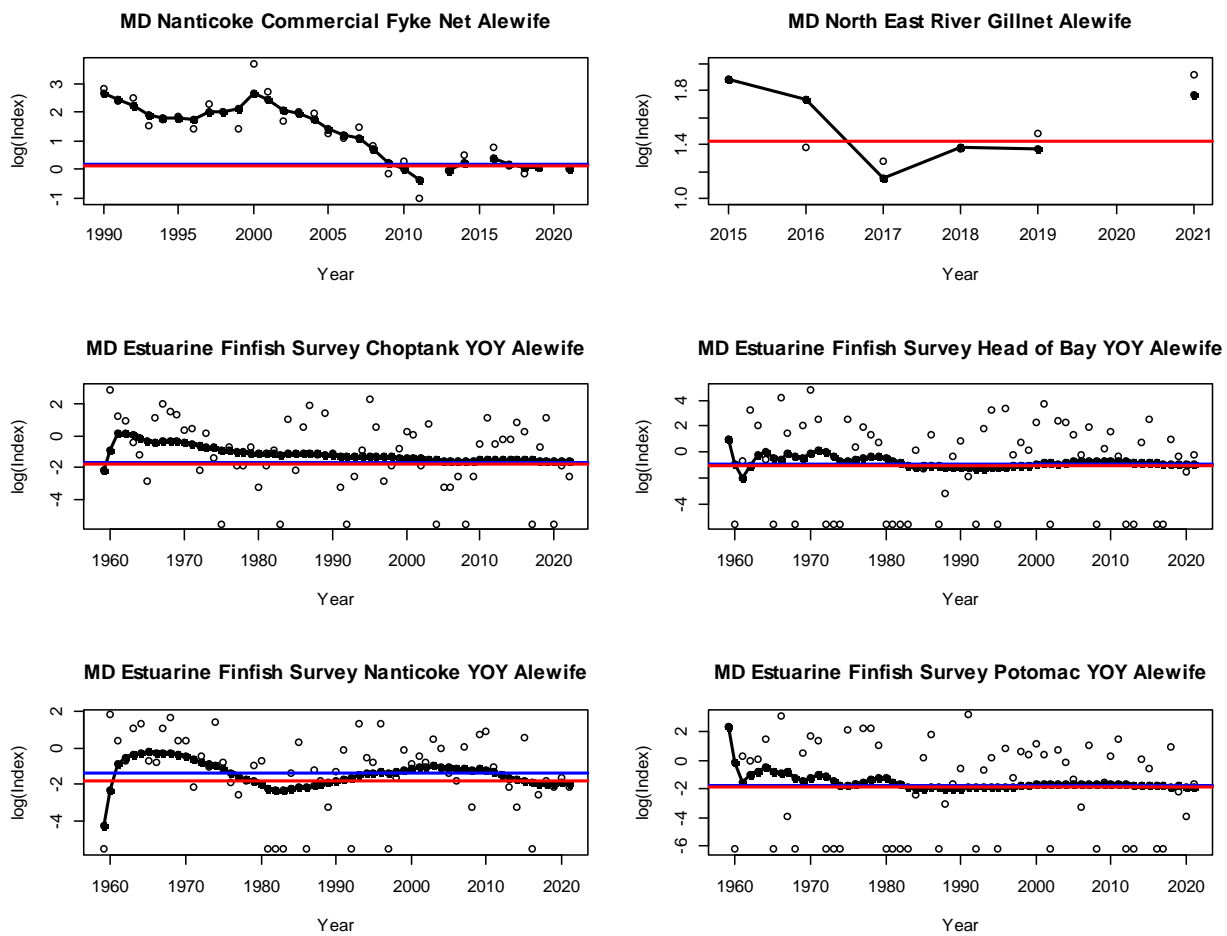 MD Nanticoke Commercial Fyke Net Alewife
log(Index)
-1 0 1 2 3
1990 1995 2000 2005 2010 2015 2020
Year
MD North East River Gillnet Alewife
log(Index)
1.0 1.4 1.8
2015 2016 2017 2018 2019 2020 2021
Year
MD Estuarine Finfish Survey Choptank YOY Alewife
log(Index)
-4 -2 0 2
1960 1970 1980 1990 2000 2010 2020
Year
MD Estuarine Finfish Survey Head of Bay YOY Alewife
log(Index)
-4 0 2 4
1960 1970 1980 1990 2000 2010 2020
Year
MD Estuarine Finfish Survey Nanticoke YOY Alewife
log(Index)
-4 -2 0 2
1960 1970 1980 1990 2000 2010 2020
Year
MD Estuarine Finfish Survey Potomac YOY Alewife
log(Index)
-6 -4 -2 0 2
1960 1970 1980 1990 2000 2010 2020
Year